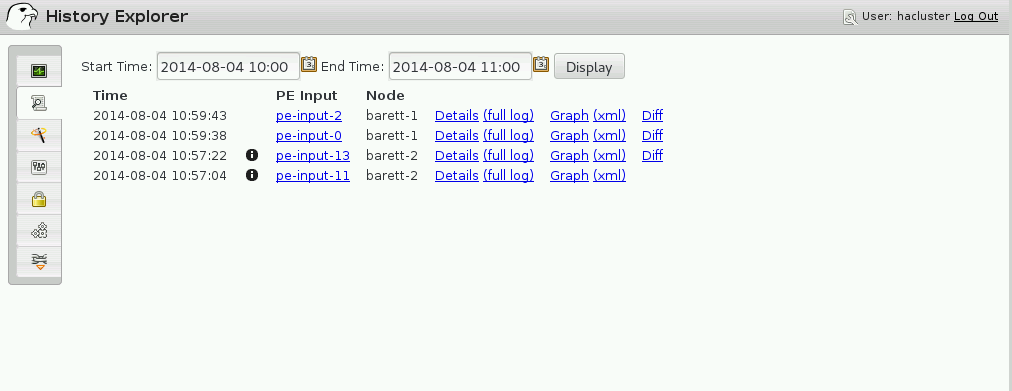 History Explorer
User: hacluster Log Out
Start Time: 2014-08-04 10:00 End Time: 2014-08-04 11:00 Display
Time PE Input Node
2014-08-04 10:59:43 pe-input-2 barett-1 Details (full log) Graph (xml) Diff
2014-08-04 10:59:38 pe-input-0 barett-1 Details (full log) Graph (xml) Diff
2014-08-04 10:57:22 pe-input-13 barett-2 Details (full log) Graph (xml) Diff
2014-08-04 10:57:04 pe-input-11 barett-2 Details (full log) Graph (xml)